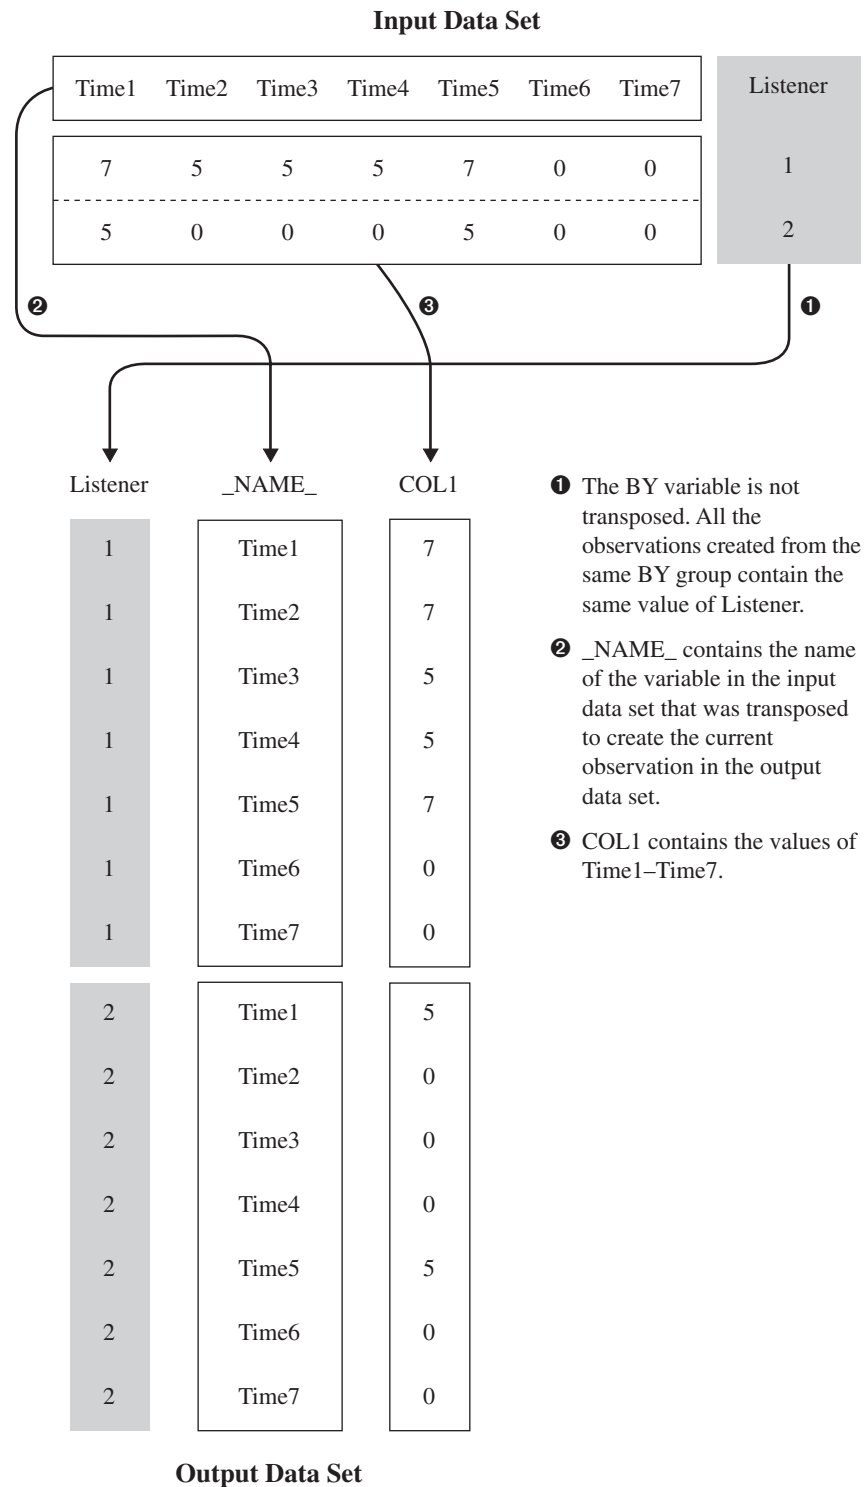 Input Data Set
Time1 Time2 Time3 Time4 Time5 Time6 Time7 Listener
7 5 5 5 7 0 0 1
5 0 0 0 5 0 0 2
❷ ❸ ❶
Listener _NAME_ COL1
1 Time1 7
1 Time2 7
1 Time3 5
1 Time4 5
1 Time5 7
1 Time6 0
1 Time7 0
2 Time1 5
2 Time2 0
2 Time3 0
2 Time4 0
2 Time5 5
2 Time6 0
2 Time7 0
❶ The BY variable is not
transposed. All the
observations created from the
same BY group contain the
same value of Listener.
❷ _NAME_ contains the name
of the variable in the input
data set that was transposed
to create the current
observation in the output
data set.
❸ COL1 contains the values of
Time1–Time7.
Output Data Set